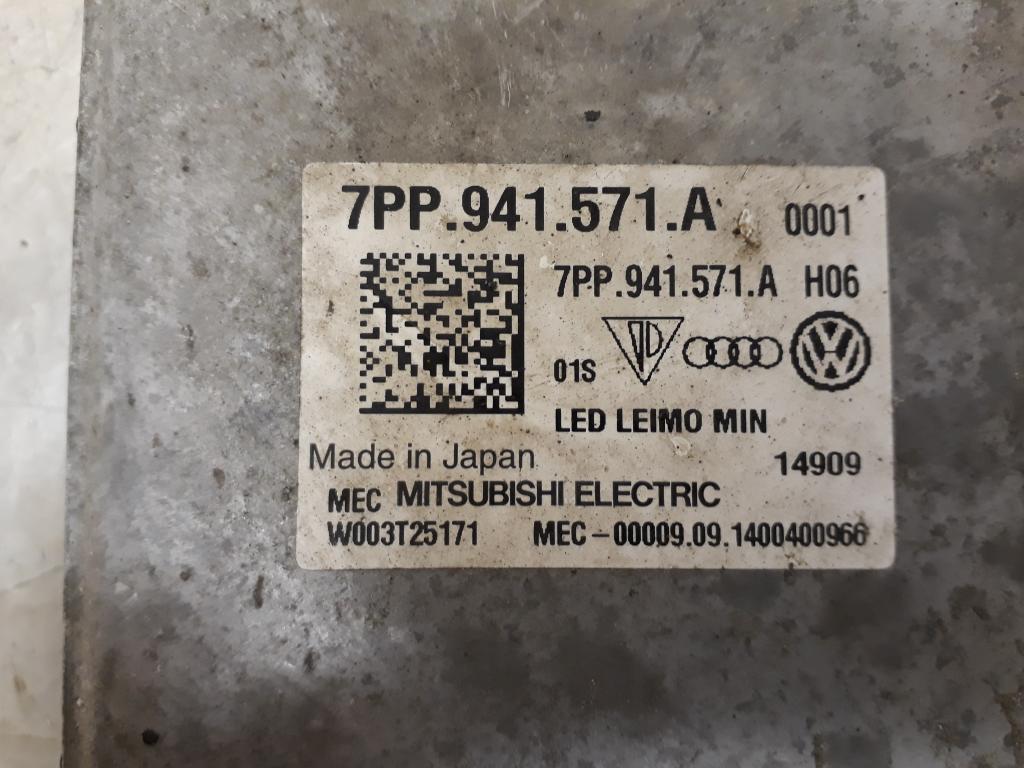 7PP.941.571.A 0001
7PP.941.571.A H06
01S
LED LEIMO MIN
Made in Japan 14909
MEC MITSUBISHI ELECTRIC
W003T25171 MEC-00009.09.1400400966